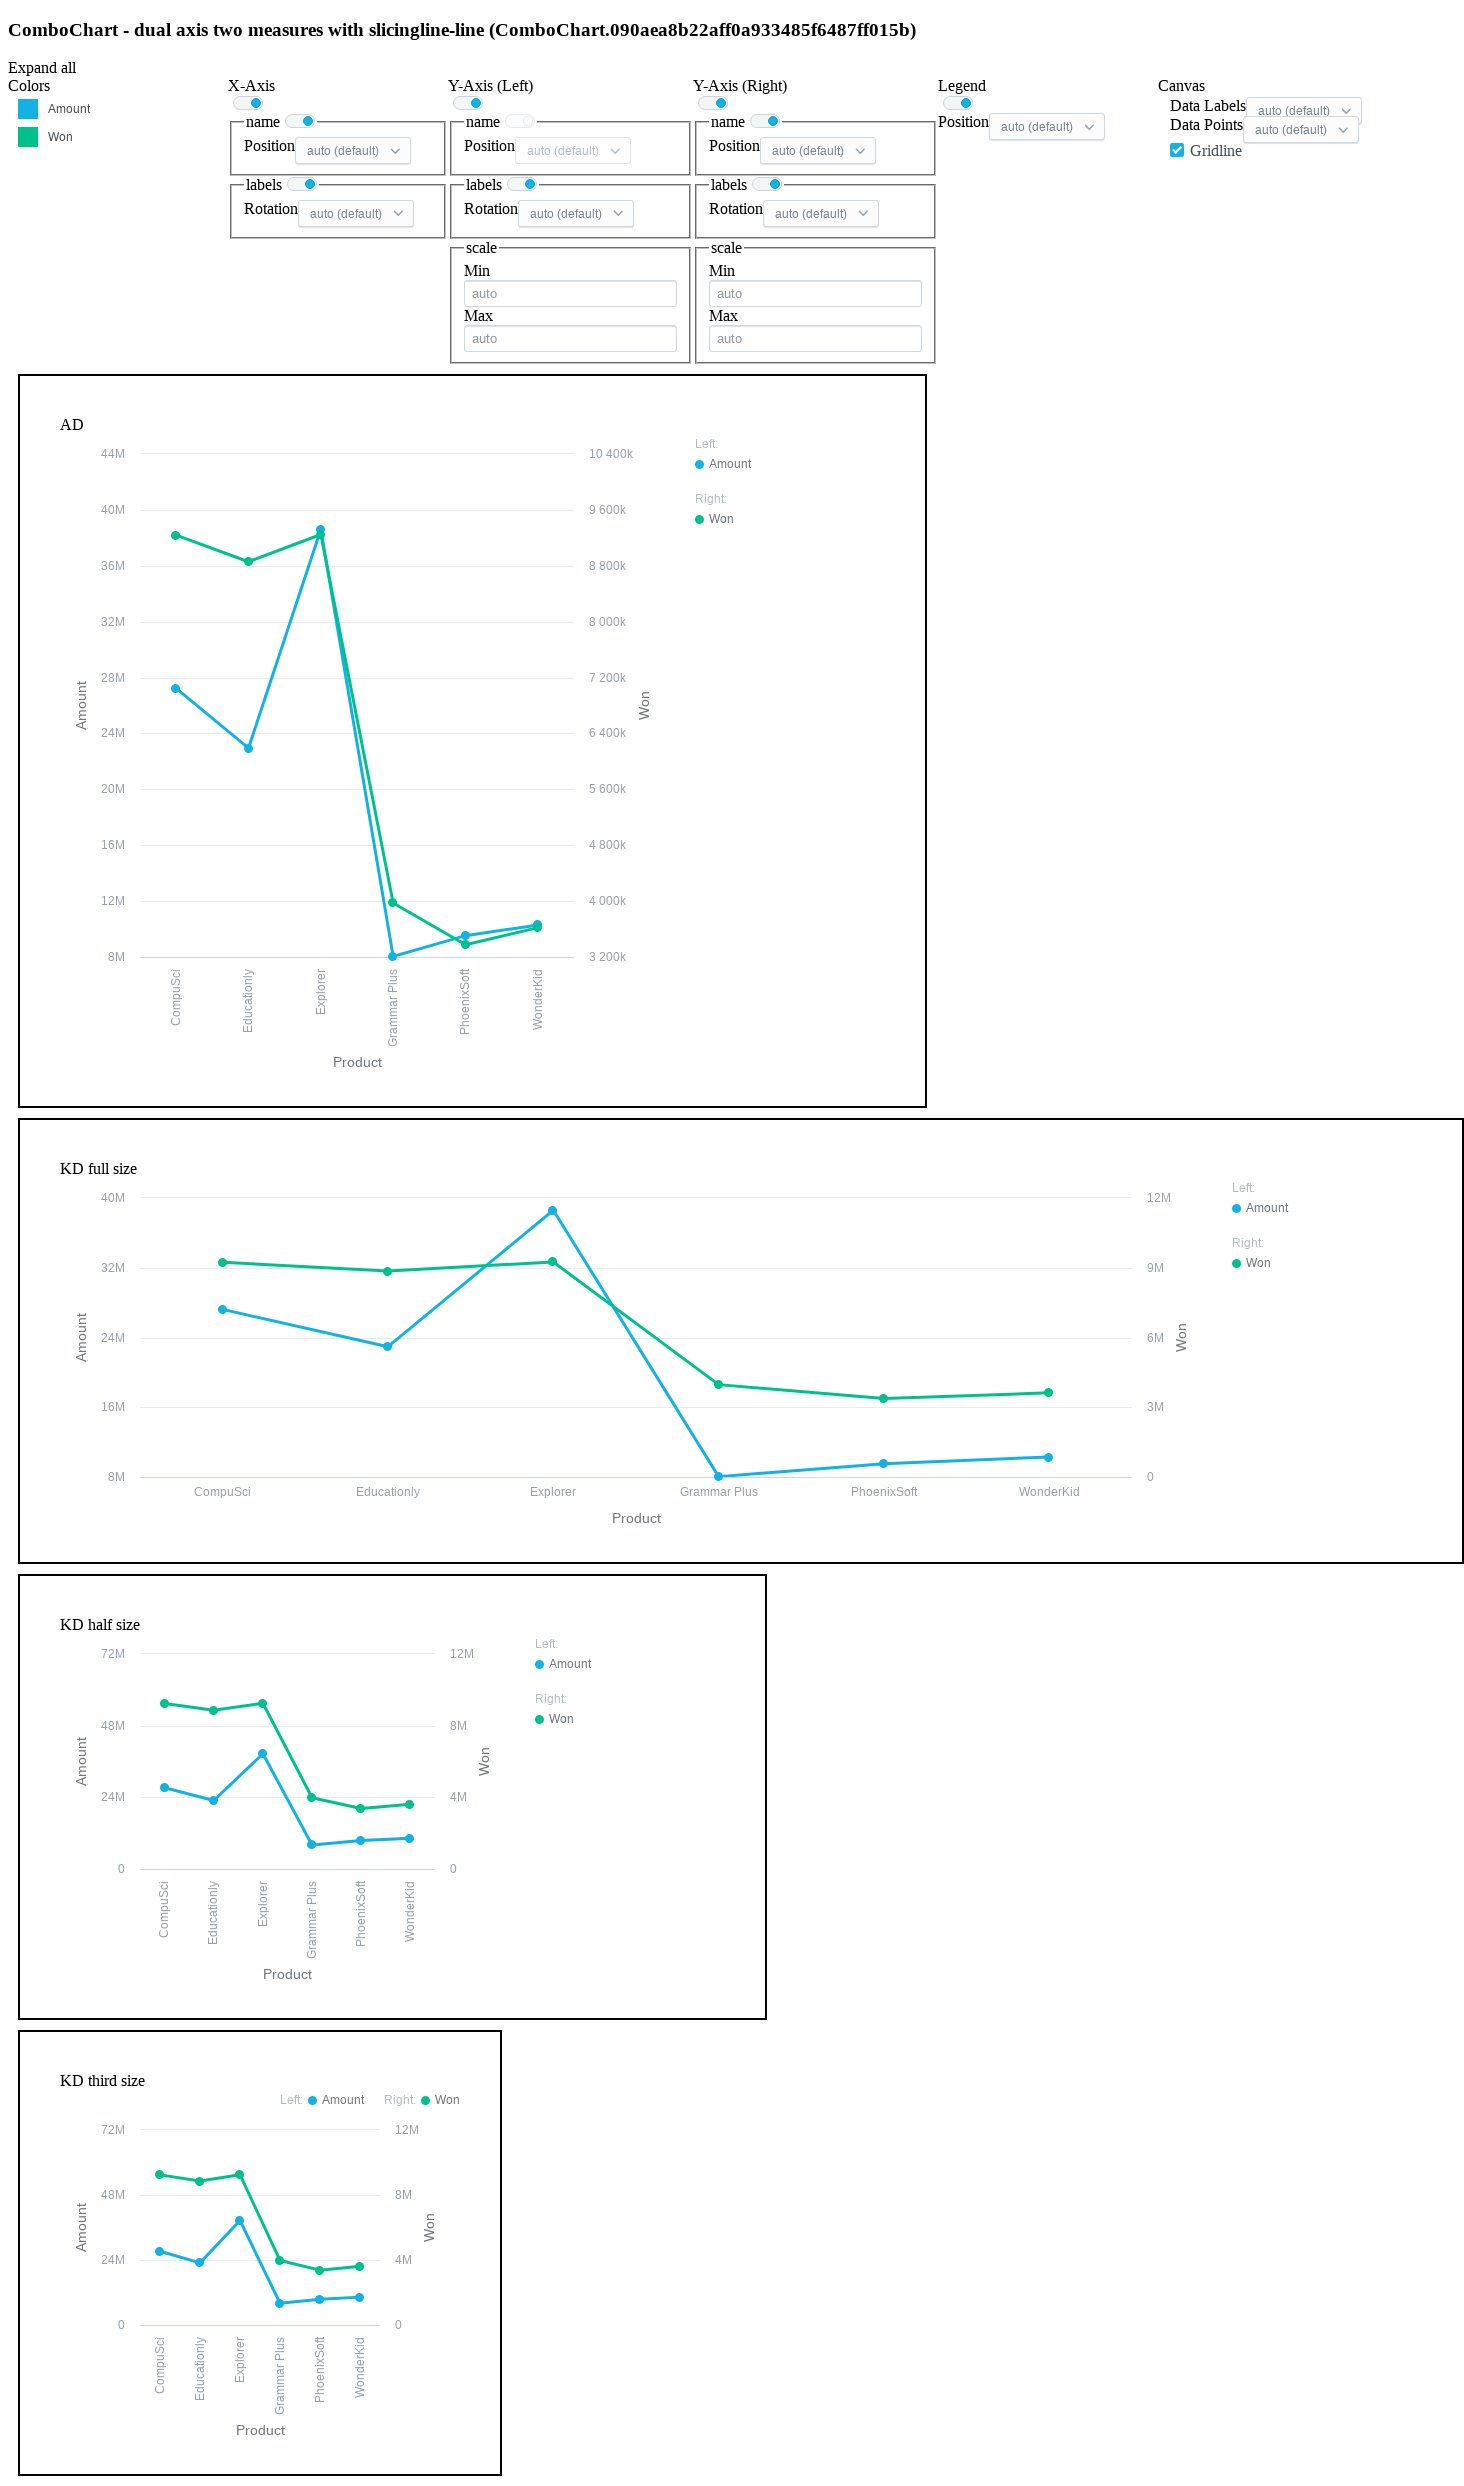 ComboChart - dual axis two measures with slicingline-line (ComboChart.090aea8b22aff0a933485f6487ff015b)
Expand all
Colors
Amount
Won
X-Axis
name
Position auto (default)
labels
Rotation auto (default)
Y-Axis (Left)
name
Position auto (default)
labels
Rotation auto (default)
scale
Min
auto
Max
auto
Y-Axis (Right)
name
Position auto (default)
labels
Rotation auto (default)
scale
Min
auto
Max
auto
Legend
Position auto (default)
Canvas
Data Labels auto (default)
Data Points auto (default)
Gridline
AD
44M
40M
36M
32M
28M
24M
20M
16M
12M
8M
Amount
10 400k
9 600k
8 800k
8 000k
7 200k
6 400k
5 600k
4 800k
4 000k
3 200k
Won
CompuSci
Educationly
Explorer
Grammar Plus
PhoenixSoft
WonderKid
Product
Left:
Amount
Right:
Won
KD full size
40M
32M
24M
16M
8M
Amount
12M
9M
6M
3M
0
Won
CompuSci
Educationly
Explorer
Grammar Plus
PhoenixSoft
WonderKid
Product
Left:
Amount
Right:
Won
KD half size
72M
48M
24M
0
Amount
12M
8M
4M
0
Won
CompuSci
Educationly
Explorer
Grammar Plus
PhoenixSoft
WonderKid
Product
Left:
Amount
Right:
Won
KD third size
Left: Amount Right: Won
72M
48M
24M
0
Amount
12M
8M
4M
0
Won
CompuSci
Educationly
Explorer
Grammar Plus
PhoenixSoft
WonderKid
Product